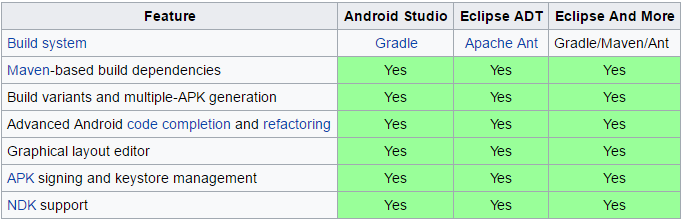 Feature Android Studio Eclipse ADT Eclipse And More
Build system Gradle Apache Ant Gradle/Maven/Ant
Maven-based build dependencies Yes Yes Yes
Build variants and multiple-APK generation Yes Yes Yes
Advanced Android code completion and refactoring Yes Yes Yes
Graphical layout editor Yes Yes Yes
APK signing and keystore management Yes Yes Yes
NDK support Yes Yes Yes